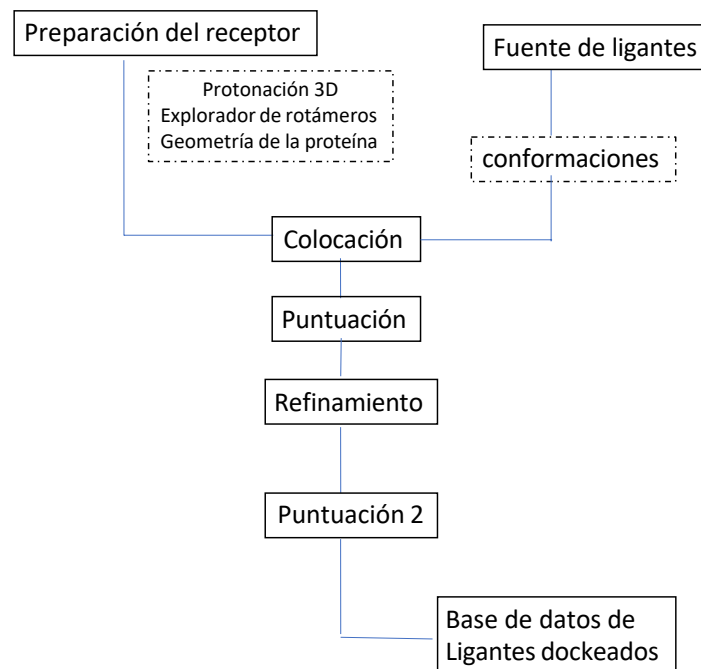 Preparación del receptor
Fuente de ligantes
Protonación 3D
Explorador de rotámeros
Geometría de la proteína
conformaciones
Colocación
Puntuación
Refinamiento
Puntuación 2
Base de datos de
Ligantes dockeados